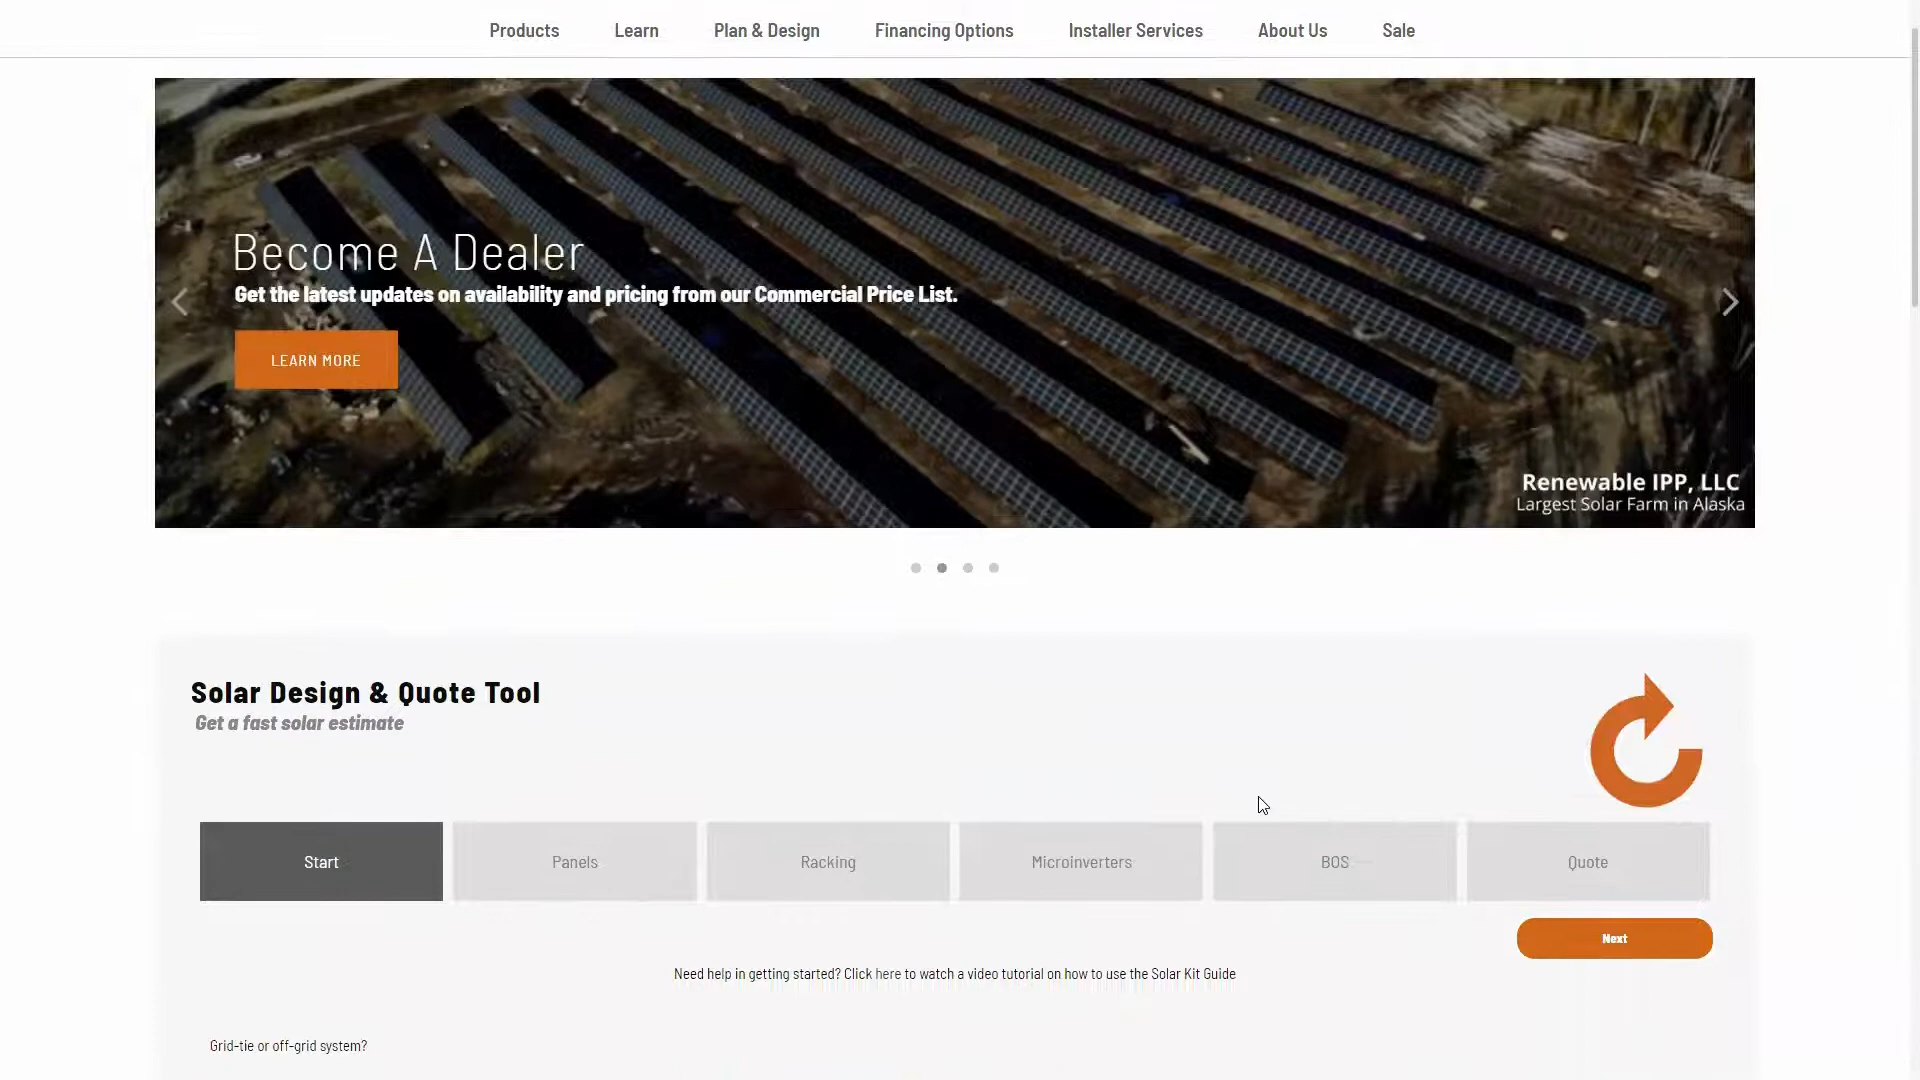 Products Learn Plan & Design Financing Options Installer Services About Us Sale
Become A Dealer
Get the latest updates on availability and pricing from our Commercial Price List.
LEARN MORE
Renewable IPP, LLC
Largest Solar Farm in Alaska
Solar Design & Quote Tool
Get a fast solar estimate
Start Panels Racking Microinverters BOS Quote
Next
Need help in getting started? Click here to watch a video tutorial on how to use the Solar Kit Guide
Grid-tie or off-grid system?